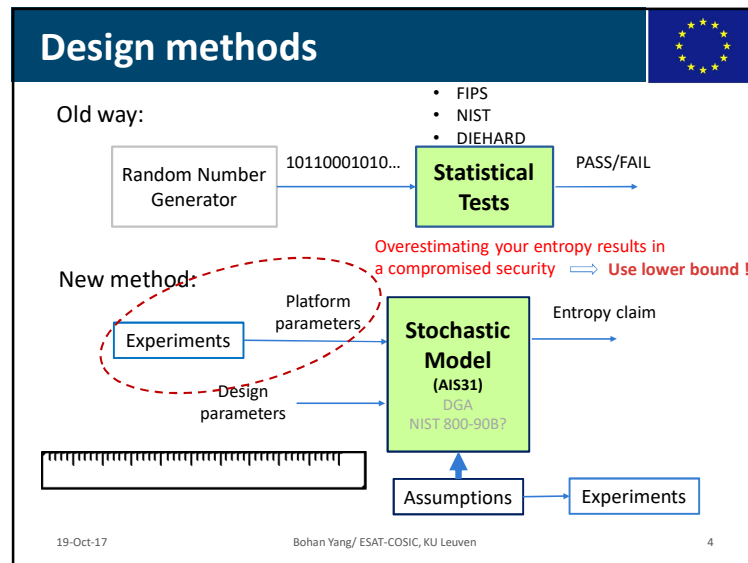 Design methods
Old way:
• FIPS
• NIST
• DIEHARD
Random Number
Generator
10110001010...
Statistical
Tests
PASS/FAIL
Overestimating your entropy results in
a compromised security
Use lower bound !
New method:
Experiments
Platform
parameters
Design
parameters
Stochastic
Model
(AIS31)
DGA
NIST 800-90B?
Entropy claim
Assumptions
Experiments
19-Oct-17
Bohan Yang/ ESAT-COSIC, KU Leuven
4